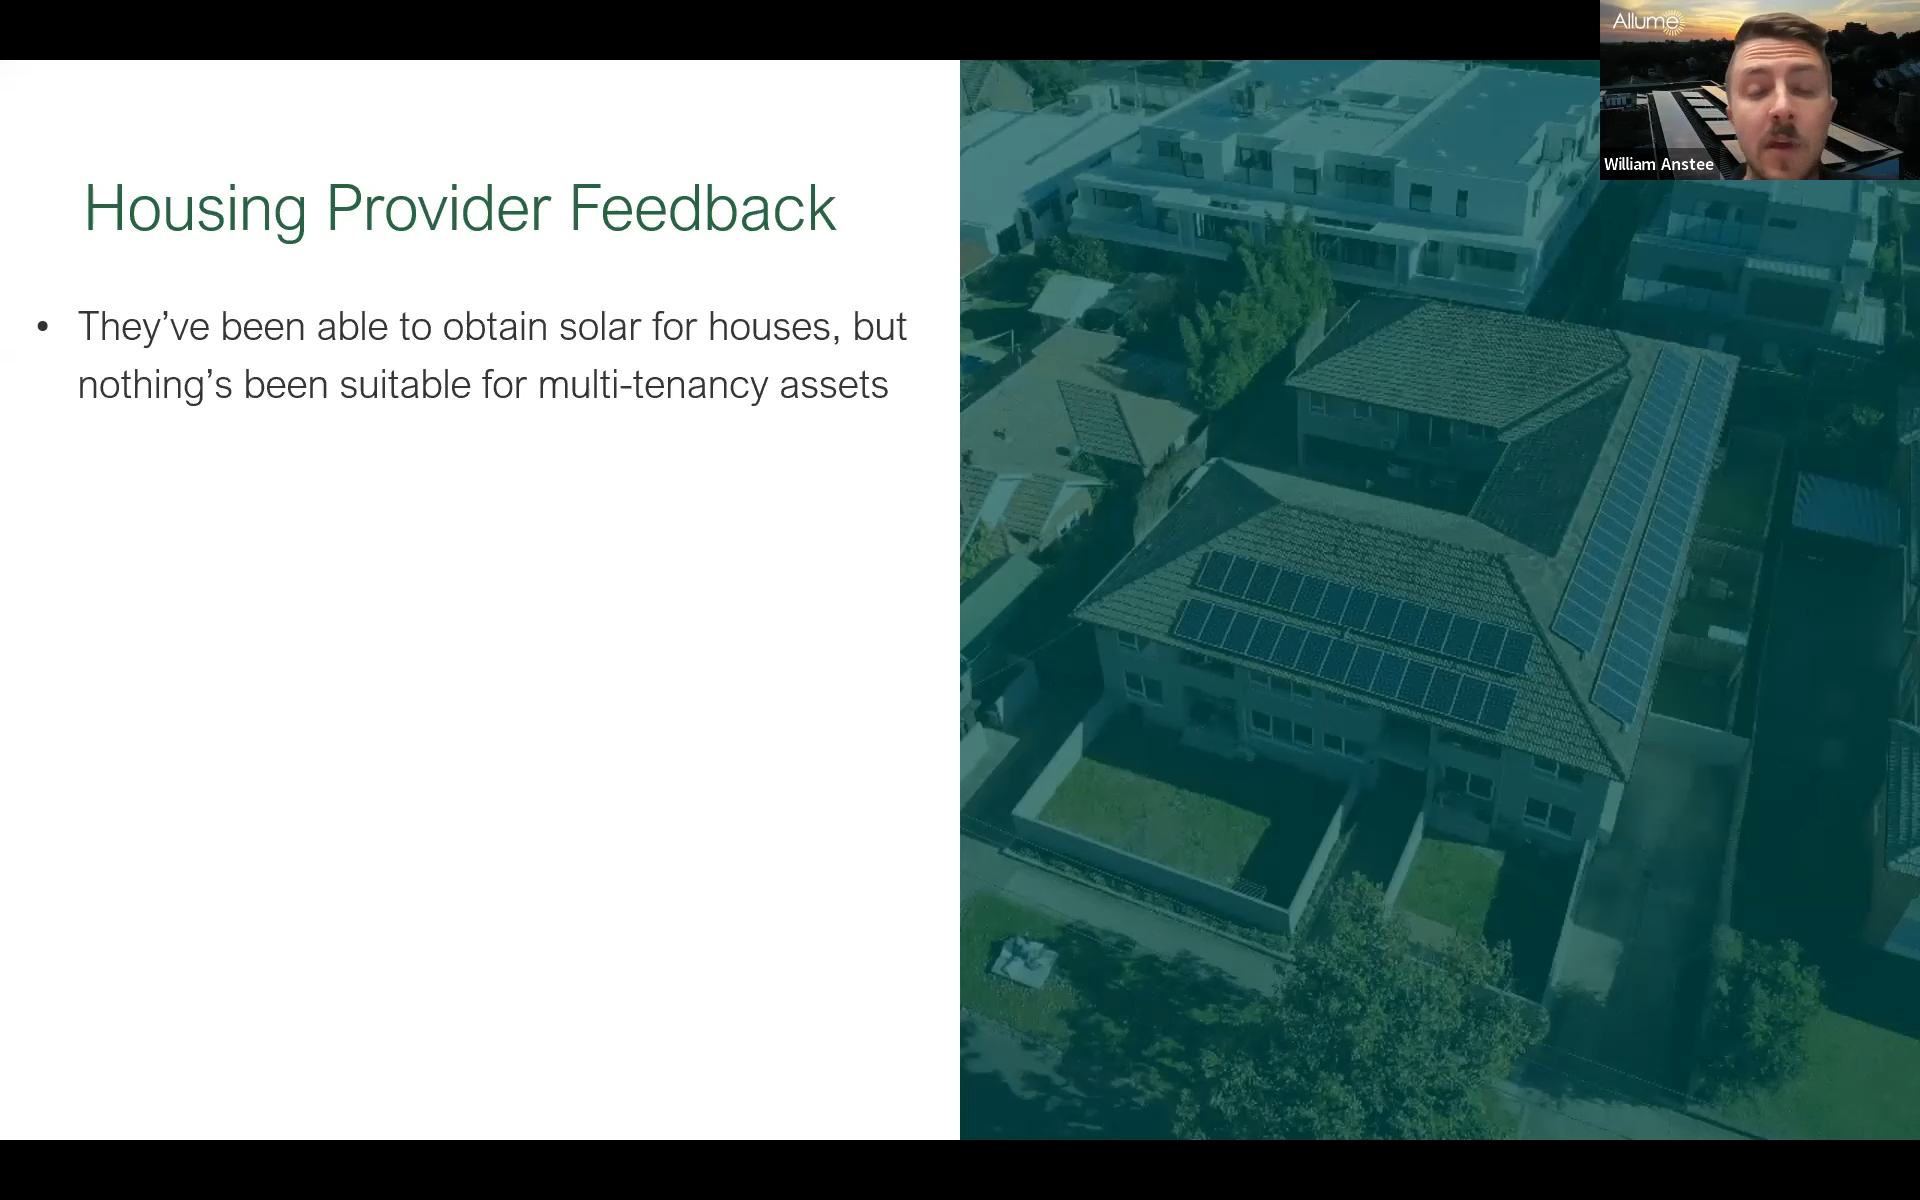 Allume
William Anstee
Housing Provider Feedback
• They’ve been able to obtain solar for houses, but
nothing’s been suitable for multi-tenancy assets